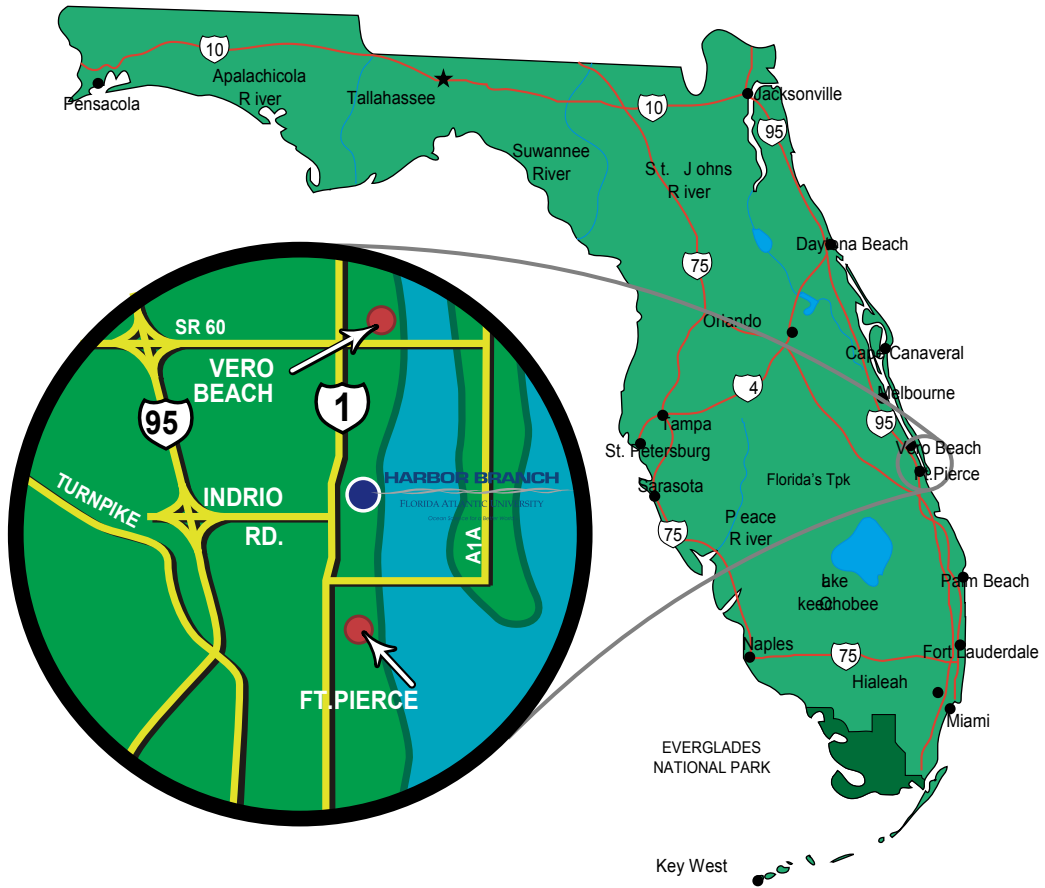 10
Apalachicola
R iver
Pensacola
Tallahassee
10
Jacksonville
95
Suwannee
River
S t. J ohns
R iver
75
Daytona Beach
Orlando
Cape Canaveral
4
Melbourne
95
Tampa
St. Petersburg
Vero Beach
Ft.Pierce
Sarasota
Florida's Tpk
75
P eace
R iver
Lake
Okeechobee
Palm Beach
Naples
75
Fort Lauderdale
Hialeah
Miami
EVERGLADES
NATIONAL PARK
Key West
SR 60
VERO
BEACH
95
1
TURNPIKE
INDRIO
RD.
HARBOR BRANCH
FLORIDA ATLANTIC UNIVERSITY
A1A
FT.PIERCE